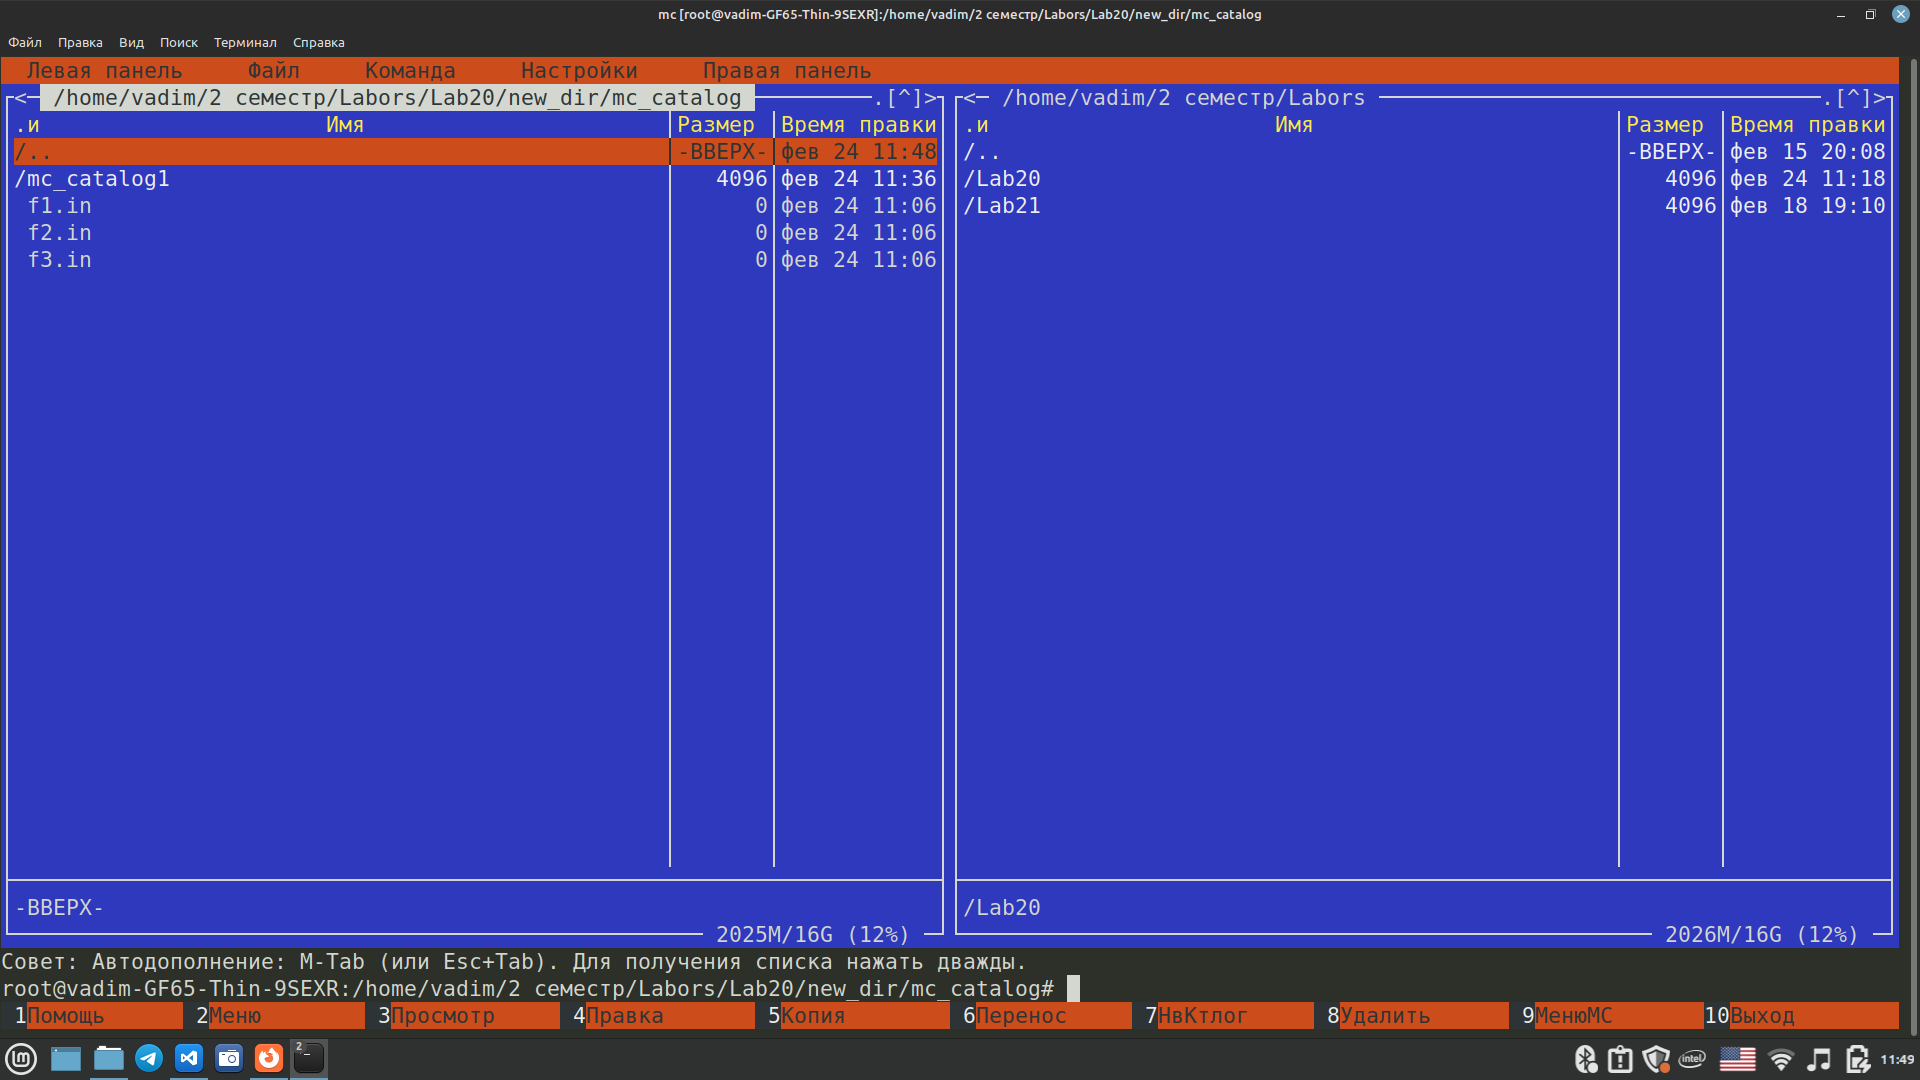 mc [root@vadim-GF65-Thin-9SEXR]:/home/vadim/2 семестр/Labors/Lab20/new_dir/mc_catalog
Файл Правка Вид Поиск Терминал Справка
Левая панель Файл Команда Настройки Правая панель
<─ /home/vadim/2 семестр/Labors/Lab20/new_dir/mc_catalog .[^]>
.и Имя Размер Время правки
/.. -ВВЕРХ- фев 24 11:48
/mc_catalog1 4096 фев 24 11:36
f1.in 0 фев 24 11:06
f2.in 0 фев 24 11:06
f3.in 0 фев 24 11:06
-ВВЕРХ-
2025M/16G (12%)
<─ /home/vadim/2 семестр/Labors .[^]>
.и Имя Размер Время правки
/.. -ВВЕРХ- фев 15 20:08
/Lab20 4096 фев 24 11:18
/Lab21 4096 фев 18 19:10
/Lab20
2026M/16G (12%)
Совет: Автодополнение: M-Tab (или Esc+Tab). Для получения списка нажать дважды.
root@vadim-GF65-Thin-9SEXR:/home/vadim/2 семестр/Labors/Lab20/new_dir/mc_catalog#
1Помощь 2Меню 3Просмотр 4Правка 5Копия 6Перенос 7НвКтлог 8Удалить 9МенюМС 10Выход
2
intel
11:49